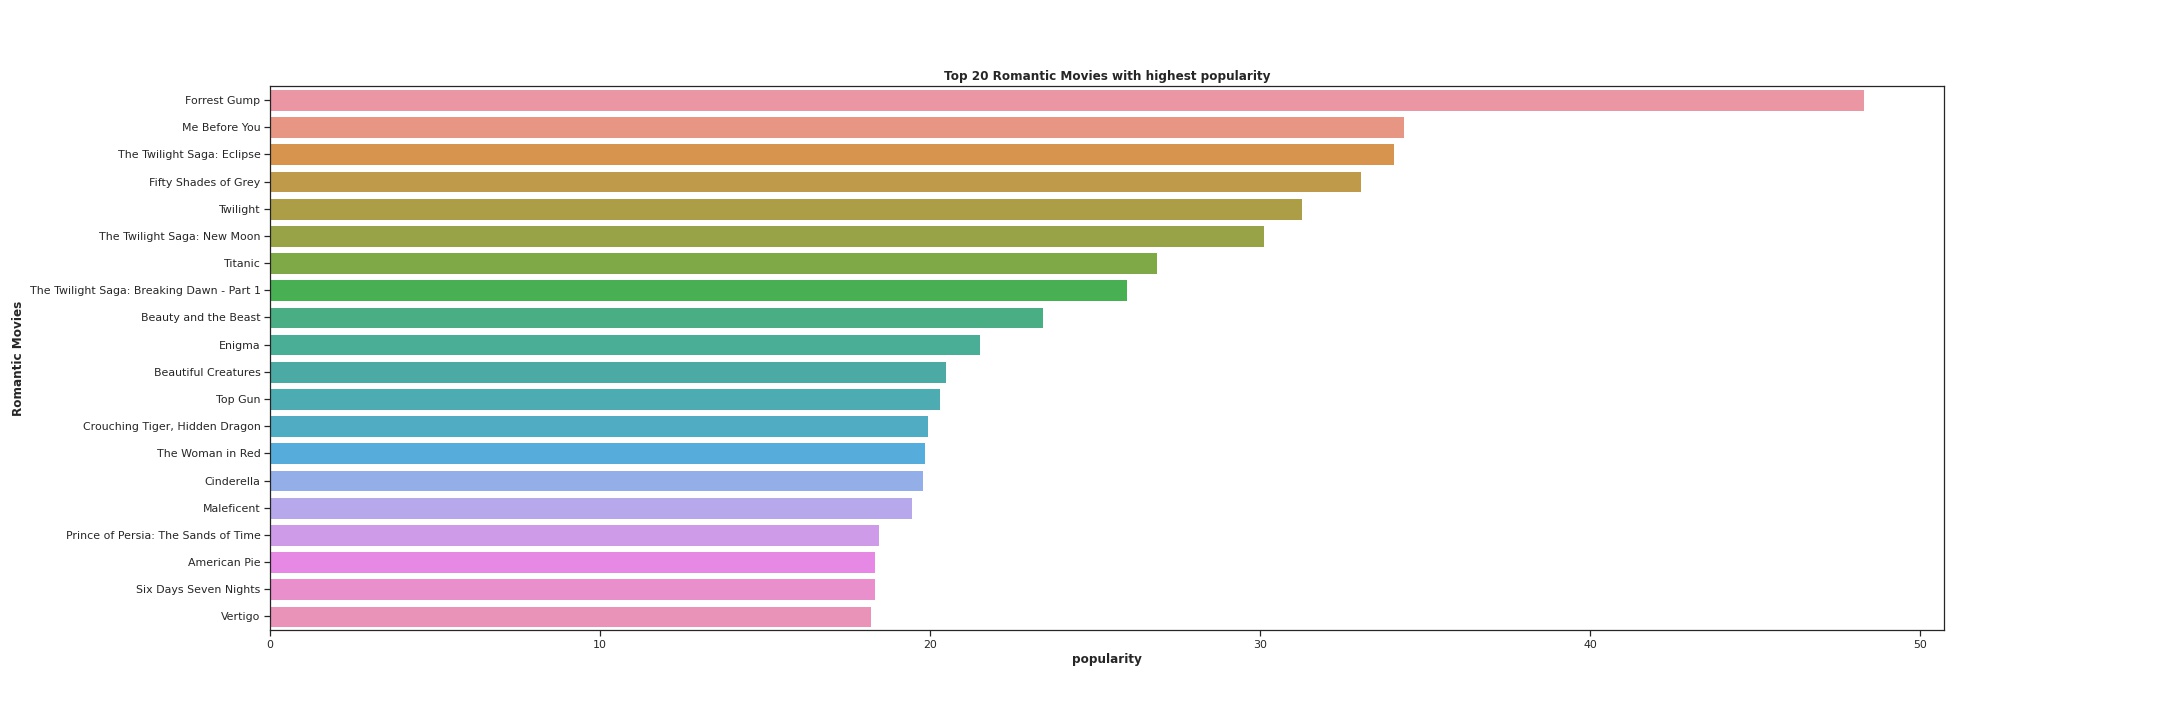 Top 20 Romantic Movies with highest popularity
Romantic Movies
Forrest Gump
Me Before You
The Twilight Saga: Eclipse
Fifty Shades of Grey
Twilight
The Twilight Saga: New Moon
Titanic
The Twilight Saga: Breaking Dawn - Part 1
Beauty and the Beast
Enigma
Beautiful Creatures
Top Gun
Crouching Tiger, Hidden Dragon
The Woman in Red
Cinderella
Maleficent
Prince of Persia: The Sands of Time
American Pie
Six Days Seven Nights
Vertigo
0 10 20 30 40 50
popularity